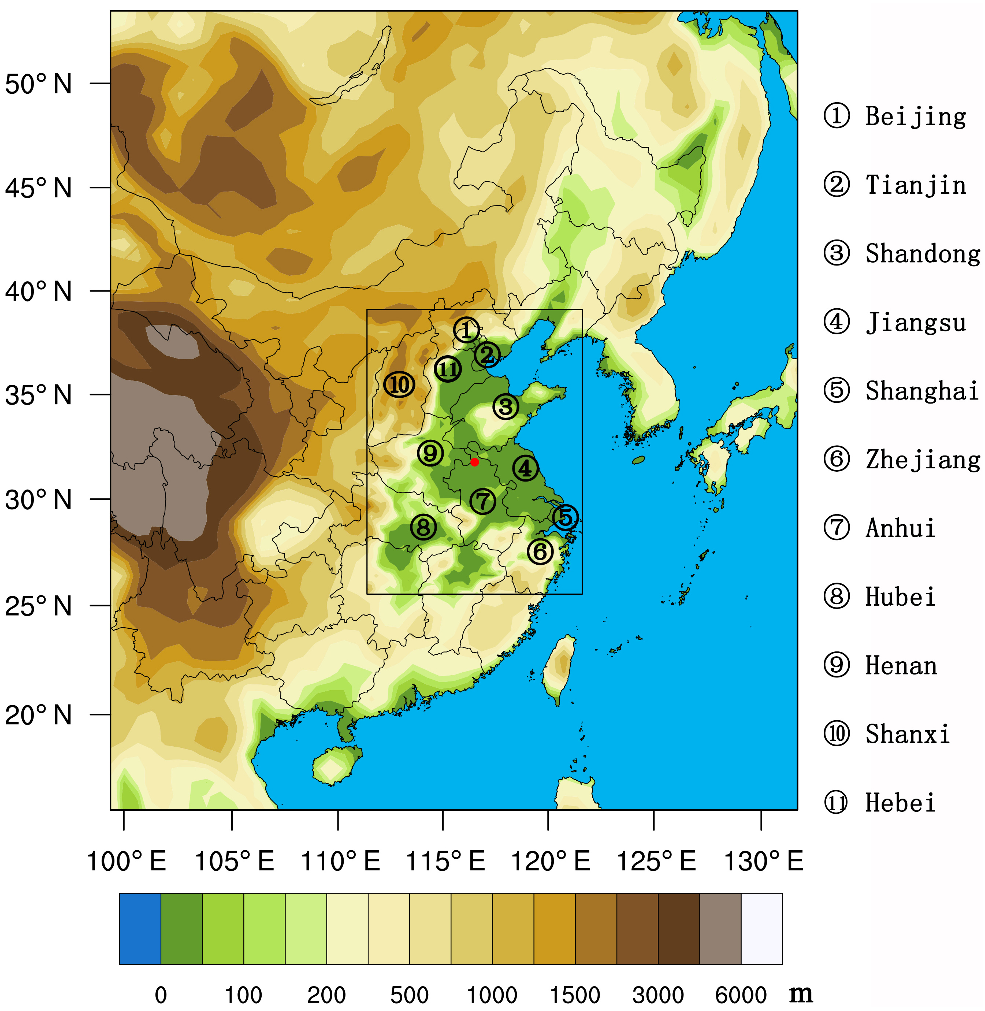 50° N
45° N
40° N
35° N
30° N
25° N
20° N
100° E 105° E 110° E 115° E 120° E 125° E 130° E
① ② ③ ④ ⑤ ⑥ ⑦ ⑧ ⑨ ⑩ ⑪
① Beijing
② Tianjin
③ Shandong
④ Jiangsu
⑤ Shanghai
⑥ Zhejiang
⑦ Anhui
⑧ Hubei
⑨ Henan
⑩ Shanxi
⑪ Hebei
0 100 200 500 1000 1500 3000 6000 m